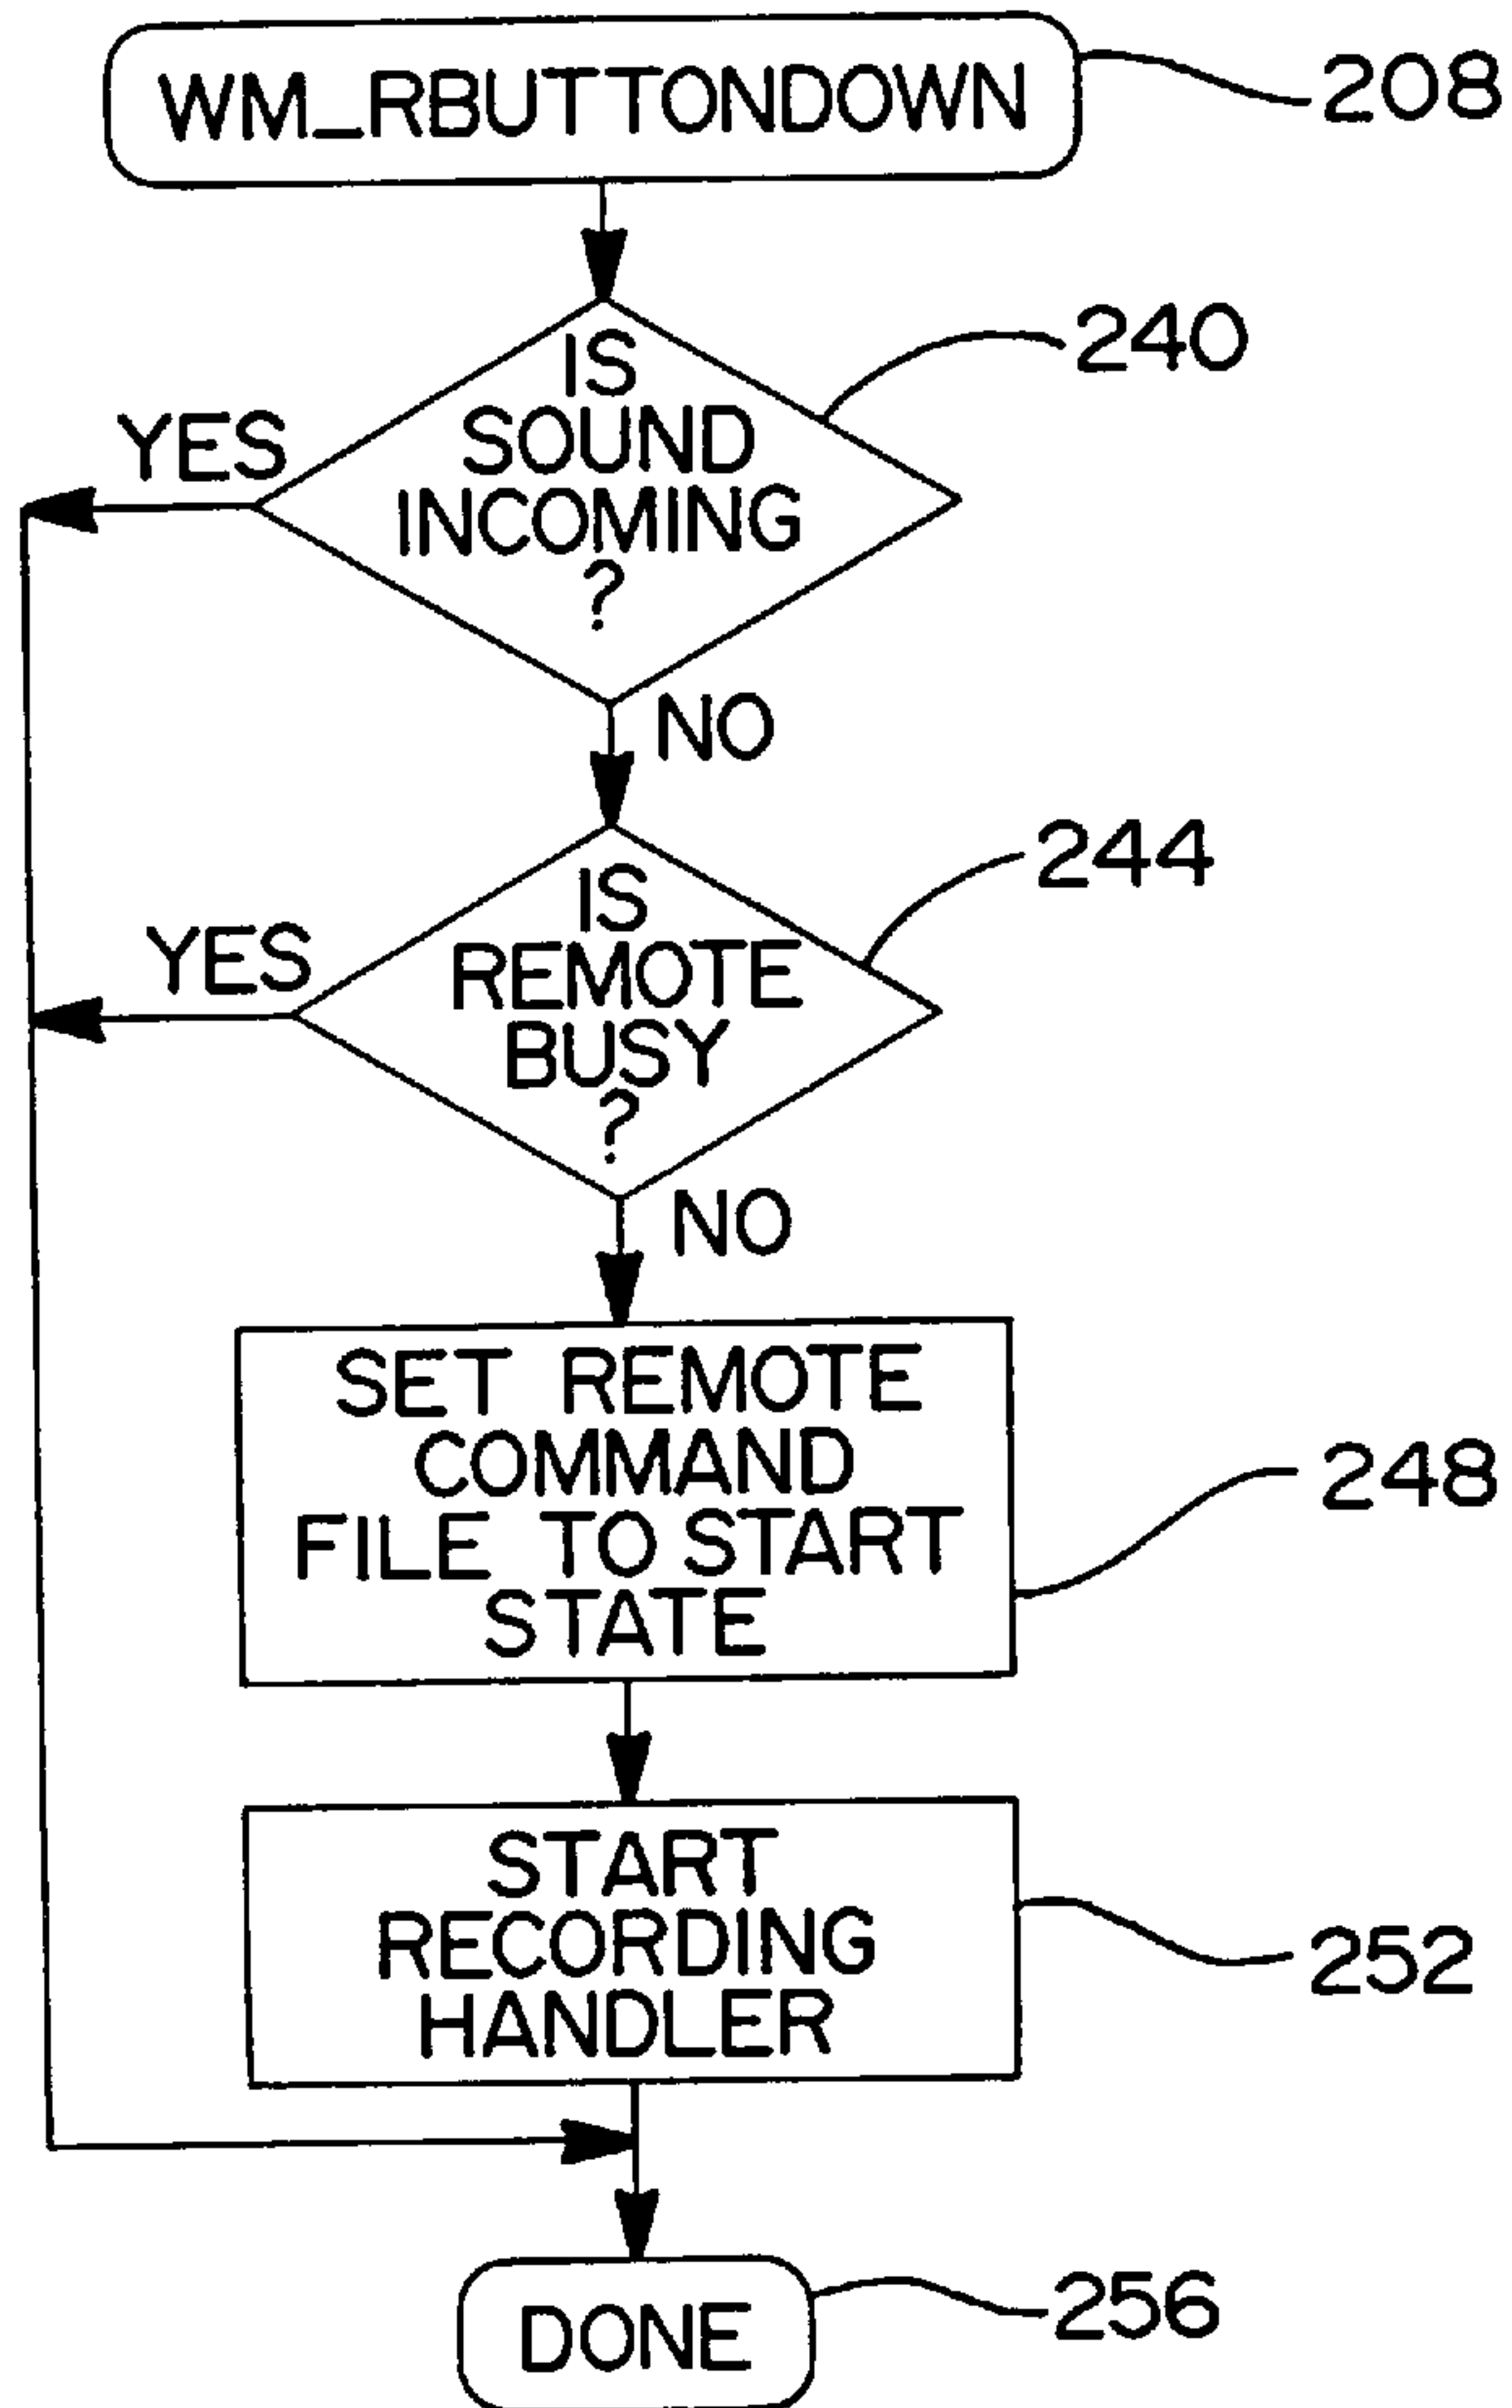 WM_RBUTTONDOWN
208
IS
SOUND
INCOMING
?
240
YES
NO
IS
REMOTE
BUSY
?
244
YES
NO
SET REMOTE
COMMAND
FILE TO START
STATE
248
START
RECORDING
HANDLER
252
DONE
256